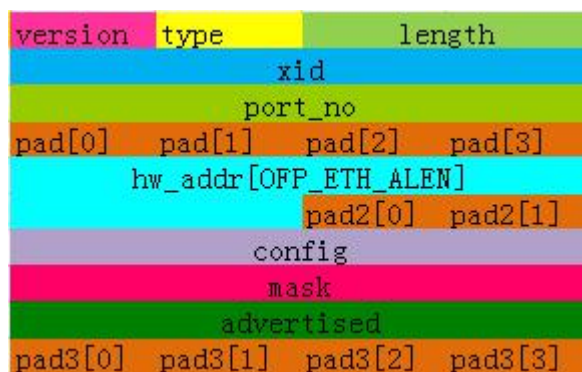 version type length
xid
port_no
pad[0] pad[1] pad[2] pad[3]
hw_addr[OFP_ETH_ALEN]
pad2[0] pad2[1]
config
mask
advertised
pad3[0] pad3[1] pad3[2] pad3[3]